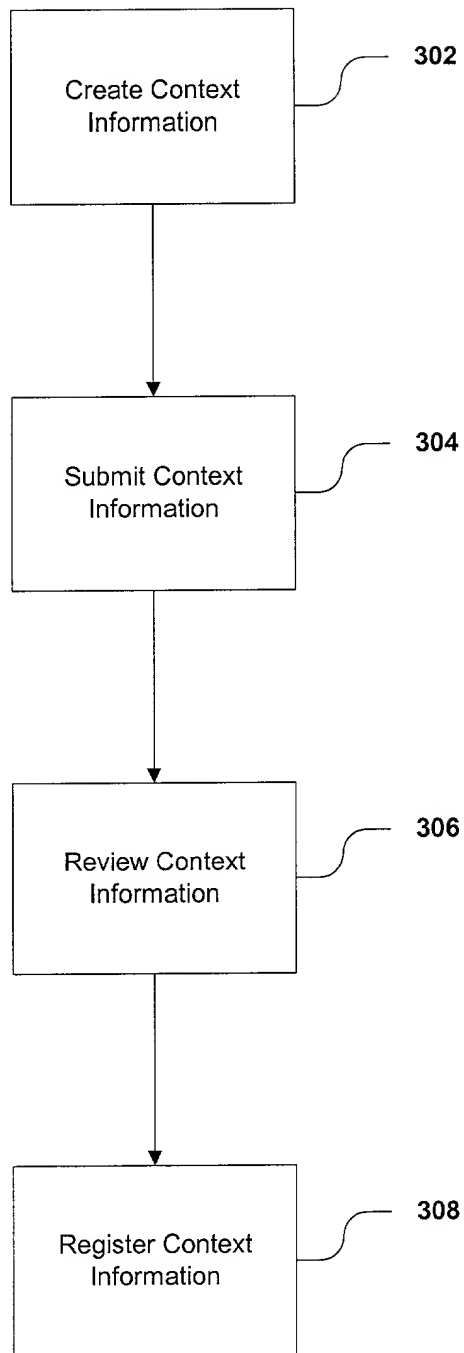 Create Context
Information
302
Submit Context
Information
304
Review Context
Information
306
Register Context
Information
308